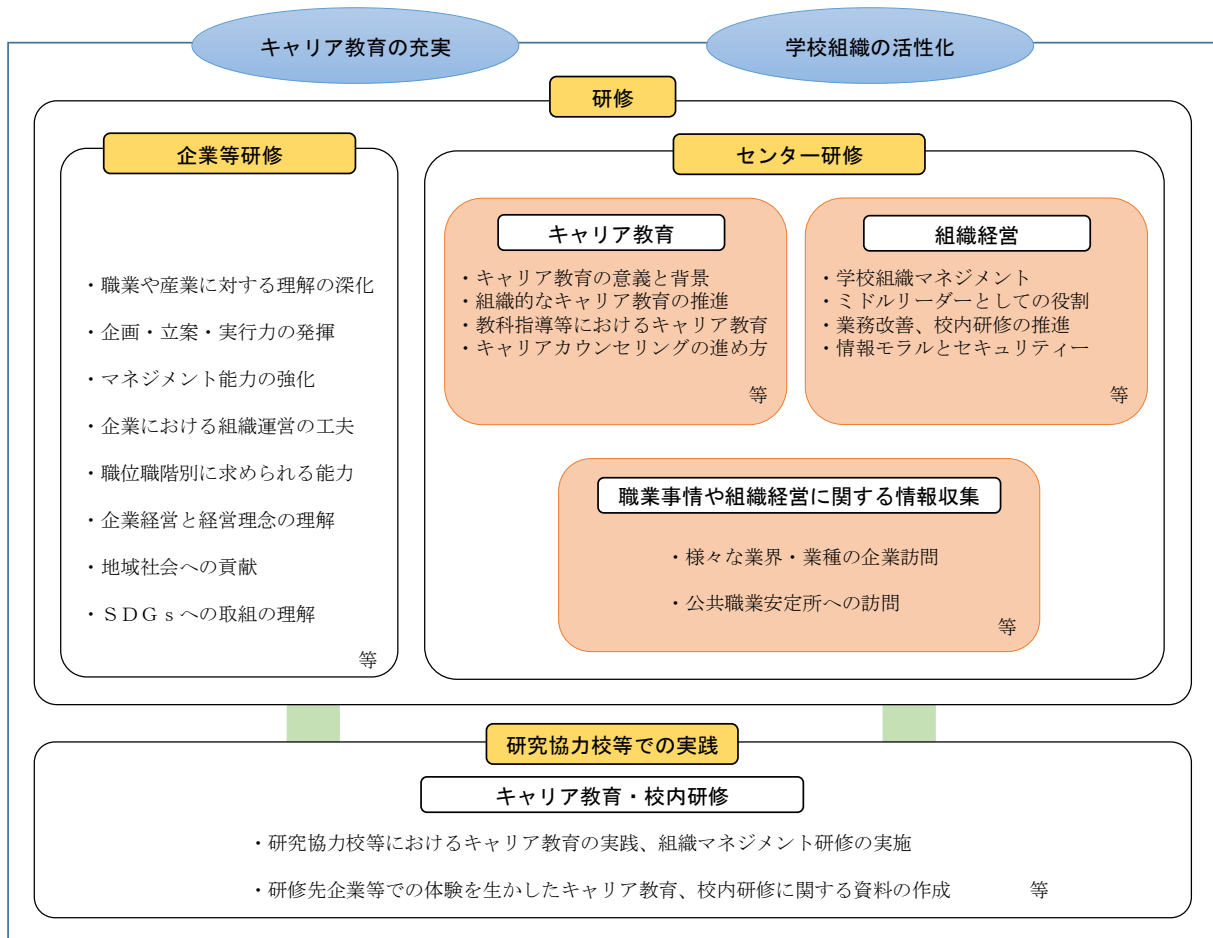 キャリア教育の充実
学校組織の活性化
研修
企業等研修
・職業や産業に対する理解の深化
・企画・立案・実行力の発揮
・マネジメント能力の強化
・企業における組織運営の工夫
・職位職階別に求められる能力
・企業経営と経営理念の理解
・地域社会への貢献
・ＳＤＧｓへの取組の理解
等
センター研修
キャリア教育
・キャリア教育の意義と背景
・組織的なキャリア教育の推進
・教科指導等におけるキャリア教育
・キャリアカウンセリングの進め方
等
組織経営
・学校組織マネジメント
・ミドルリーダーとしての役割
・業務改善、校内研修の推進
・情報モラルとセキュリティー
等
職業事情や組織経営に関する情報収集
・様々な業界・業種の企業訪問
・公共職業安定所への訪問
等
研究協力校等での実践
キャリア教育・校内研修
・研究協力校等におけるキャリア教育の実践、組織マネジメント研修の実施
・研修先企業等での体験を生かしたキャリア教育、校内研修に関する資料の作成　　　　等